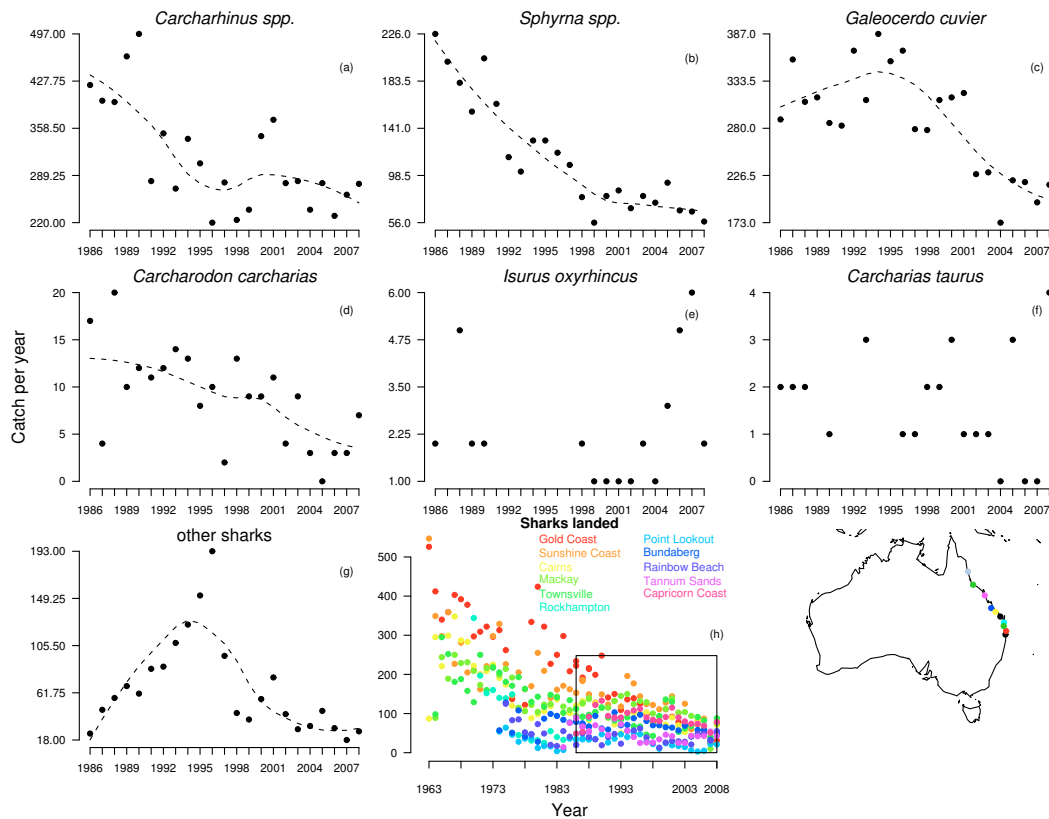 Carcharhinus spp.
Sphyrna spp.
Galeocerdo cuvier
497.00
427.75
358.50
289.25
220.00
(a)
1986 1989 1992 1995 1998 2001 2004 2007
226.0
183.5
141.0
98.5
56.0
(b)
1986 1989 1992 1995 1998 2001 2004 2007
387.0
333.5
280.0
226.5
173.0
(c)
1986 1989 1992 1995 1998 2001 2004 2007
Carcharodon carcharias
Isurus oxyrhincus
Carcharias taurus
Catch per year
20
15
10
5
0
(d)
1986 1989 1992 1995 1998 2001 2004 2007
6.00
4.75
3.50
2.25
1.00
(e)
1986 1989 1992 1995 1998 2001 2004 2007
4
3
2
1
0
(f)
1986 1989 1992 1995 1998 2001 2004 2007
other sharks
193.00
149.25
105.50
61.75
18.00
(g)
1986 1989 1992 1995 1998 2001 2004 2007
Sharks landed
Gold Coast
Sunshine Coast
Cairns
Mackay
Townsville
Rockhampton
Point Lookout
Bundaberg
Rainbow Beach
Tannum Sands
Capricorn Coast
500
400
300
200
100
0
(h)
1963 1973 1983 1993 2003 2008
Year